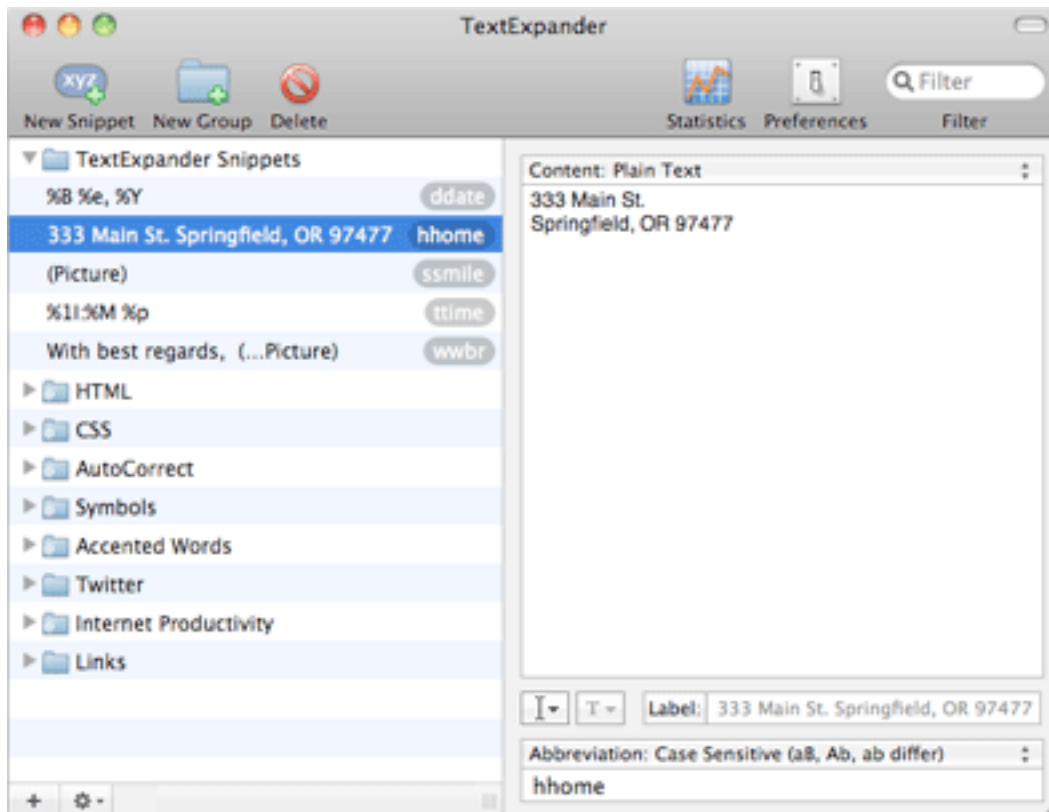 TextExpander
xyz
New Snippet New Group Delete
Statistics Preferences
Filter
Filter
TextExpander Snippets
%B %e, %Y ddate
333 Main St. Springfield, OR 97477 hhome
(Picture) ssmile
%1I:%M %p ttime
With best regards, (...Picture) wwbr
HTML
CSS
AutoCorrect
Symbols
Accented Words
Twitter
Internet Productivity
Links
Content: Plain Text
333 Main St.
Springfield, OR 97477
T
Label: 333 Main St. Springfield, OR 97477
Abbreviation: Case Sensitive (aB, Ab, ab differ)
hhome